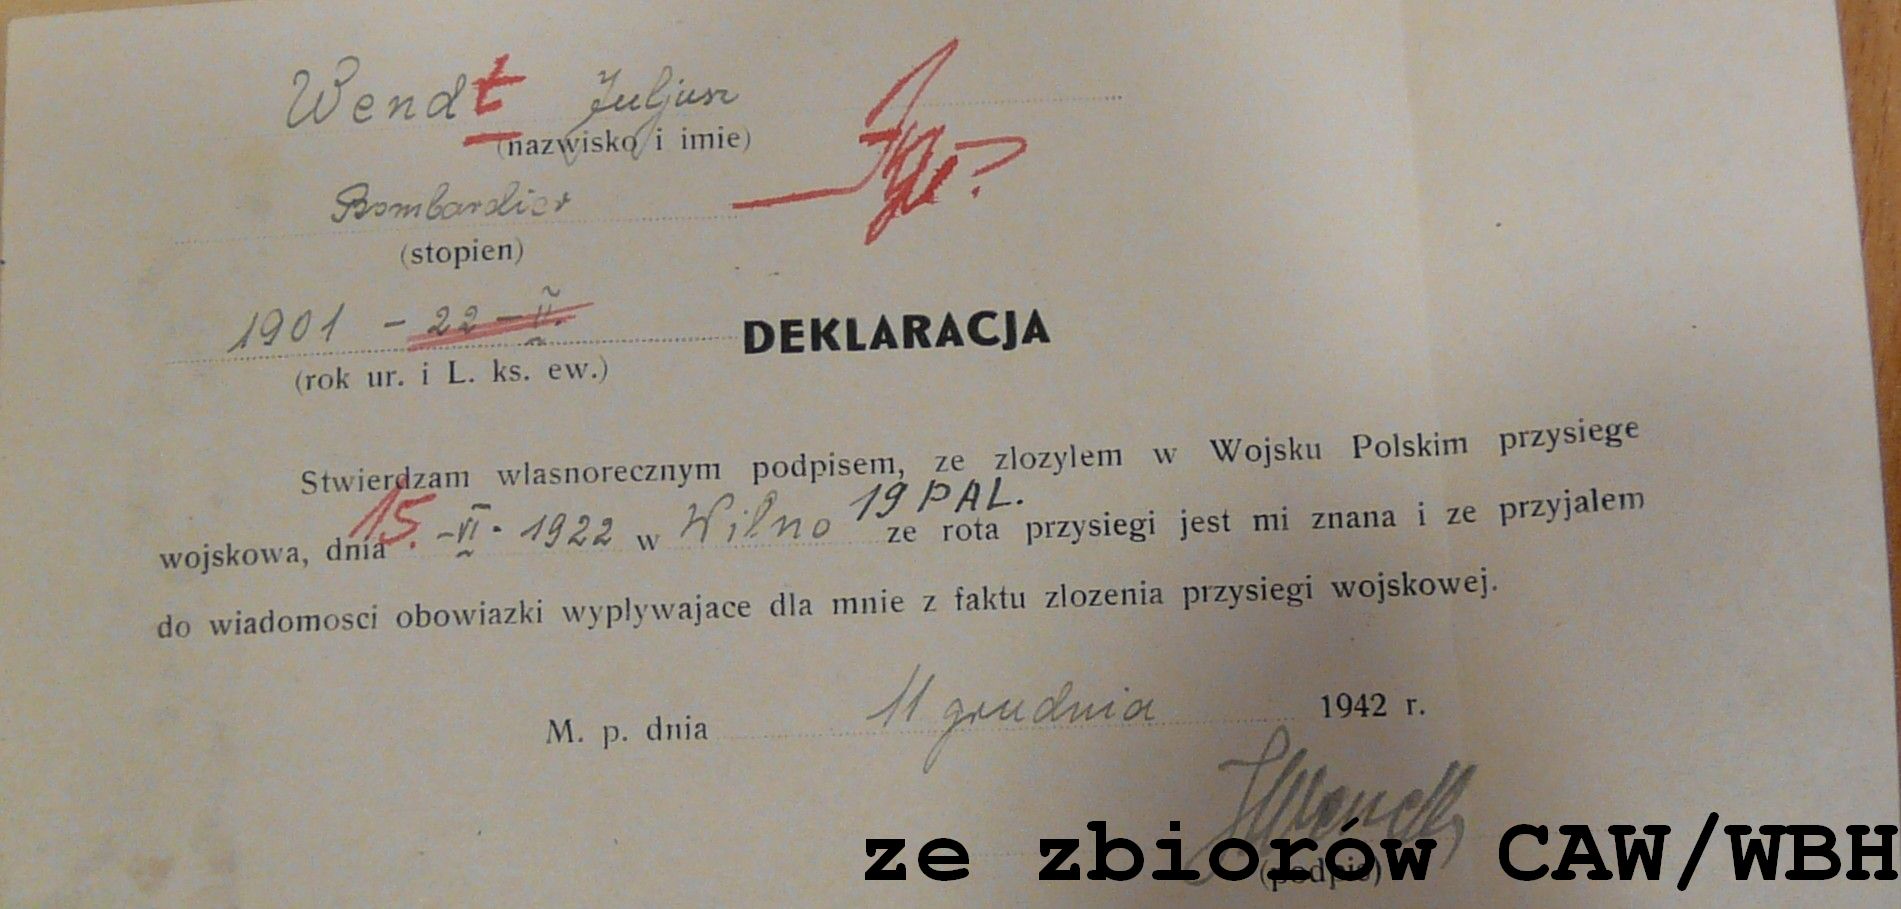 Wendt Juljusz
(nazwisko i imie)
Bombardier
(stopien)
1901 - 22 - II.
(rok ur. i L. ks. ew.)
DEKLARACJA
Stwierdzam wlasnorecznym podpisem, ze zlozylem w Wojsku Polskim przysiege
wojskowa, dnia 15. - VI - 1922 w Wilno 19 PAL. ze rota przysiegi jest mi znana i ze przyjalem
do wiadomosci obowiazki wyplywajace dla mnie z faktu zlozenia przysiegi wojskowej.
M. p. dnia 11 grudnia 1942 r.
JWendt
(podpis)
ze zbiorów CAW/WBH